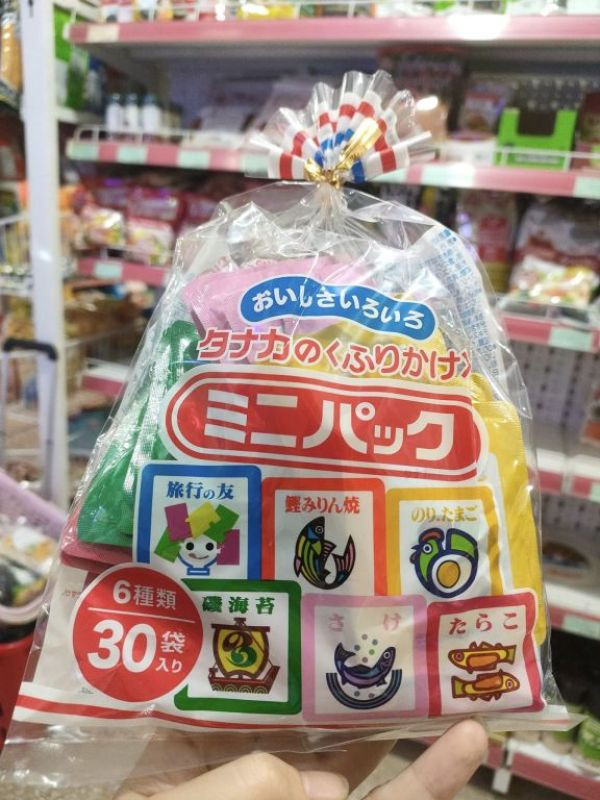 おいしさいろいろ
タナカの〈ふりかけ〉
ミニパック
旅行の友
鰹みりん焼
のり.たまご
6種類
30袋入り
磯海苔
さけ
たらこ
のり